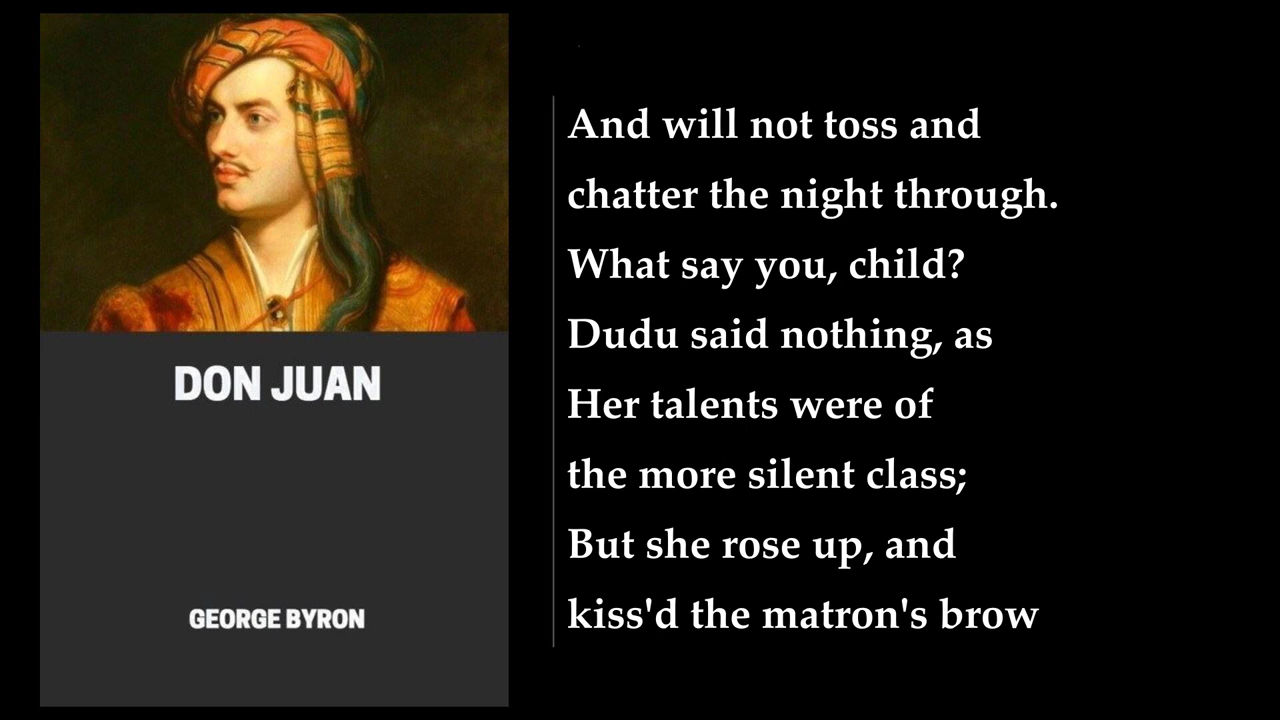 DON JUAN
GEORGE BYRON
And will not toss and
chatter the night through.
What say you, child?
Dudu said nothing, as
Her talents were of
the more silent class;
But she rose up, and
kiss'd the matron's brow